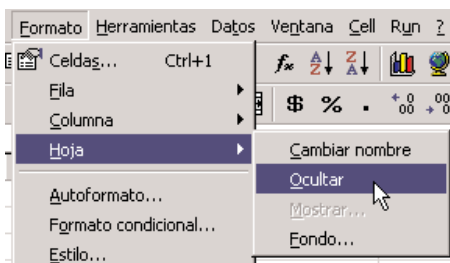 Formato Herramientas Datos Ventana Cell Run ?
Celdas... Ctrl+1
Fila
$ % .
Columna
Hoja
Cambiar nombre
Ocultar
Autoformato...
Mostrar...
Formato condicional...
Fondo...
Estilo...